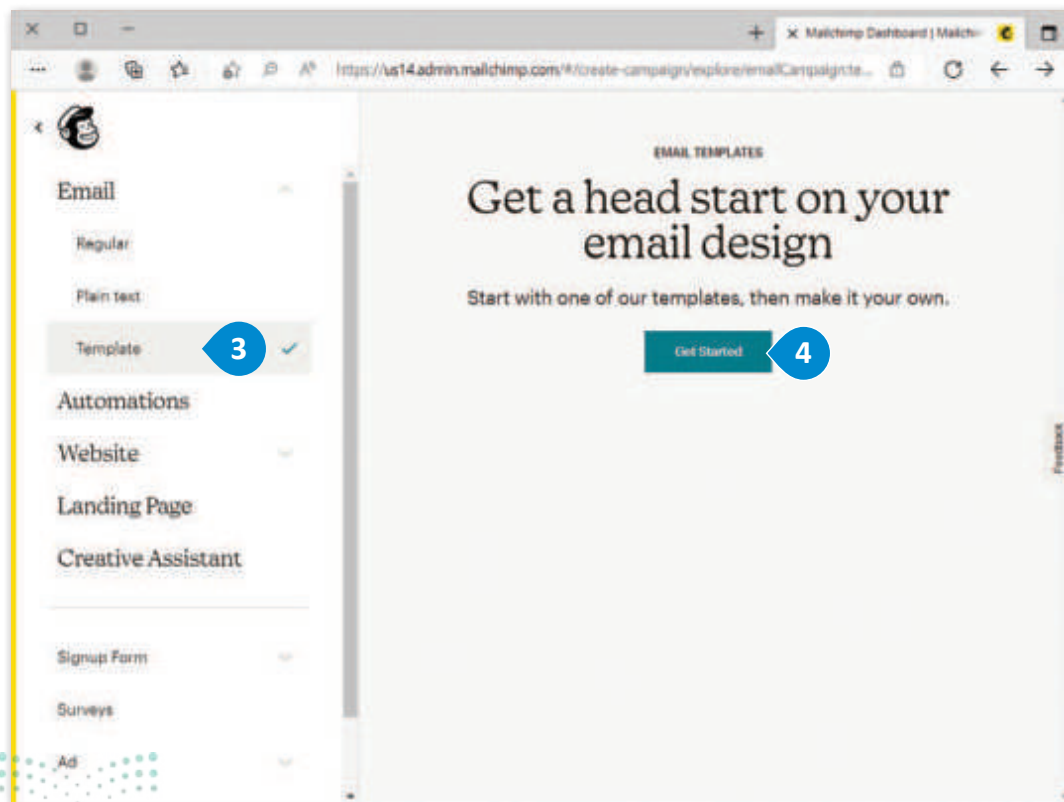 Mailchimp Dashboard | Mailch
https://us14.admin.mailchimp.com/#/create-campaign/explore/emailCampaign:te...
Email
Regular
Plain text
Template
3
Automations
Website
Landing Page
Creative Assistant
Signup Form
Surveys
Ad
EMAIL TEMPLATES
Get a head start on your
email design
Start with one of our templates, then make it your own.
Get Started
4
Feedback